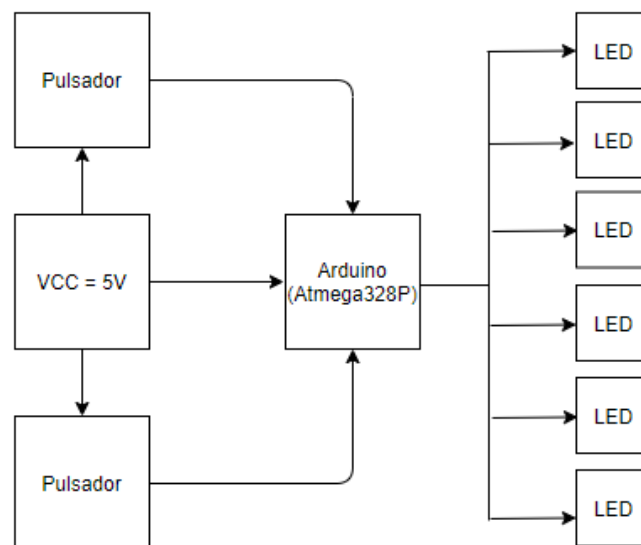 Pulsador
VCC = 5V
Pulsador
Arduino
(Atmega328P)
LED
LED
LED
LED
LED
LED